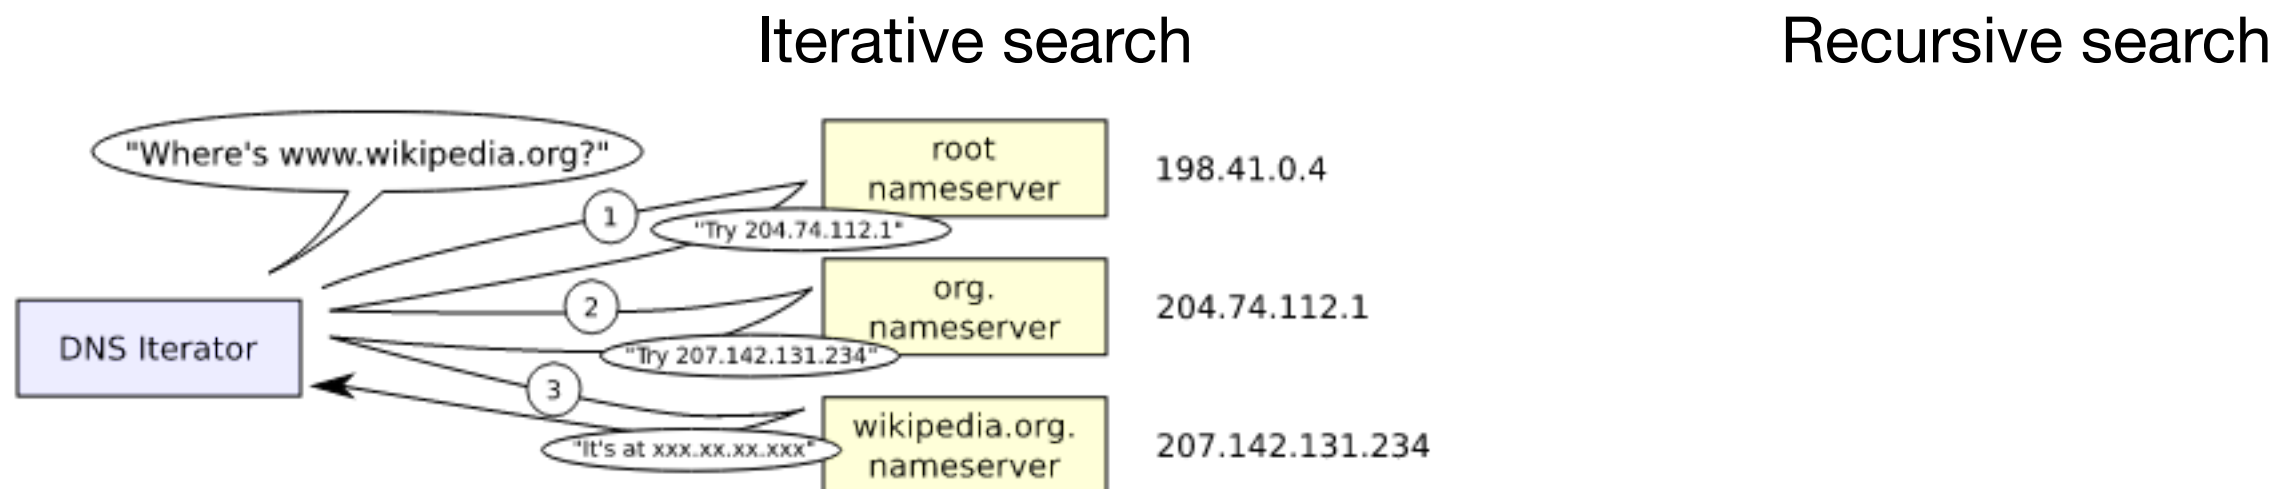 Iterative search
Recursive search
"Where's www.wikipedia.org?"
root
nameserver
198.41.0.4
1
"Try 204.74.112.1"
2
org.
nameserver
204.74.112.1
DNS Iterator
"Try 207.142.131.234"
3
wikipedia.org.
nameserver
207.142.131.234
"It's at xxx.xx.xx.xxx"